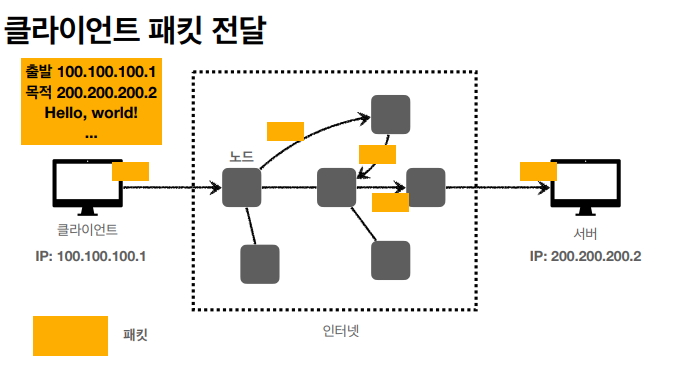 클라이언트 패킷 전달
출발 100.100.100.1
목적 200.200.200.2
Hello, world!
...
노드
클라이언트
IP: 100.100.100.1
서버
IP: 200.200.200.2
인터넷
패킷